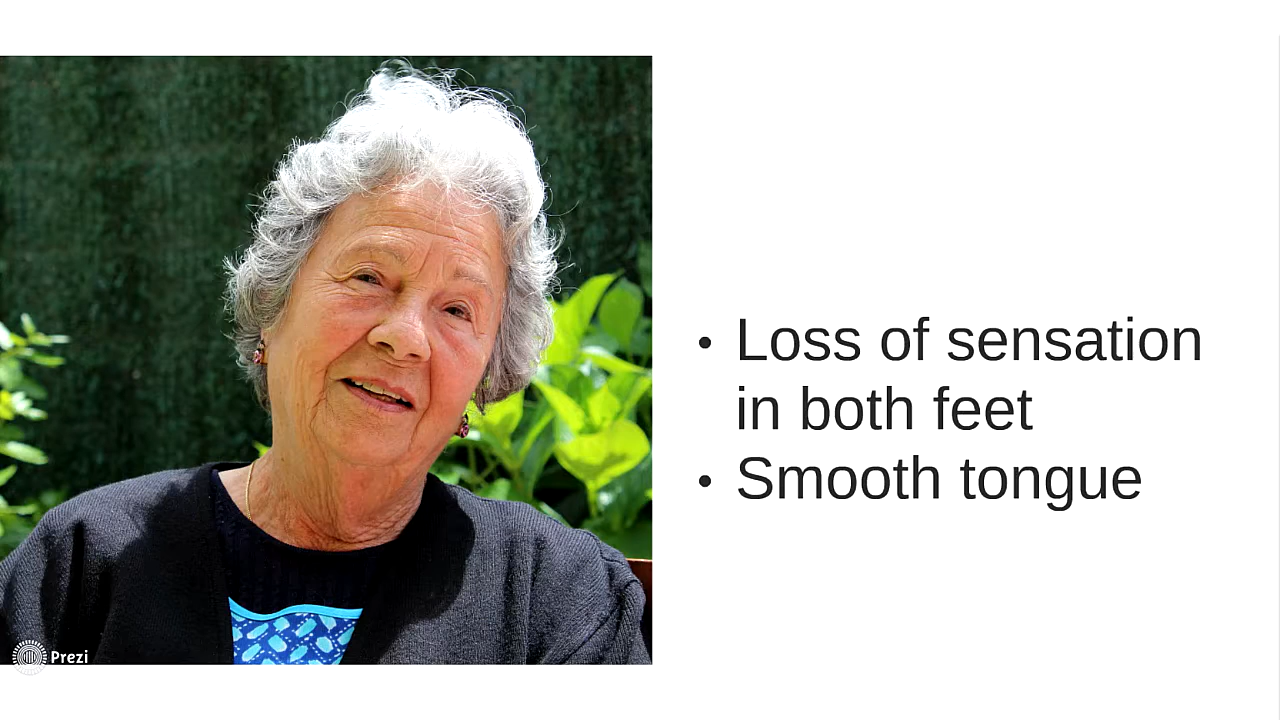 • Loss of sensation
in both feet
• Smooth tongue
Prezi